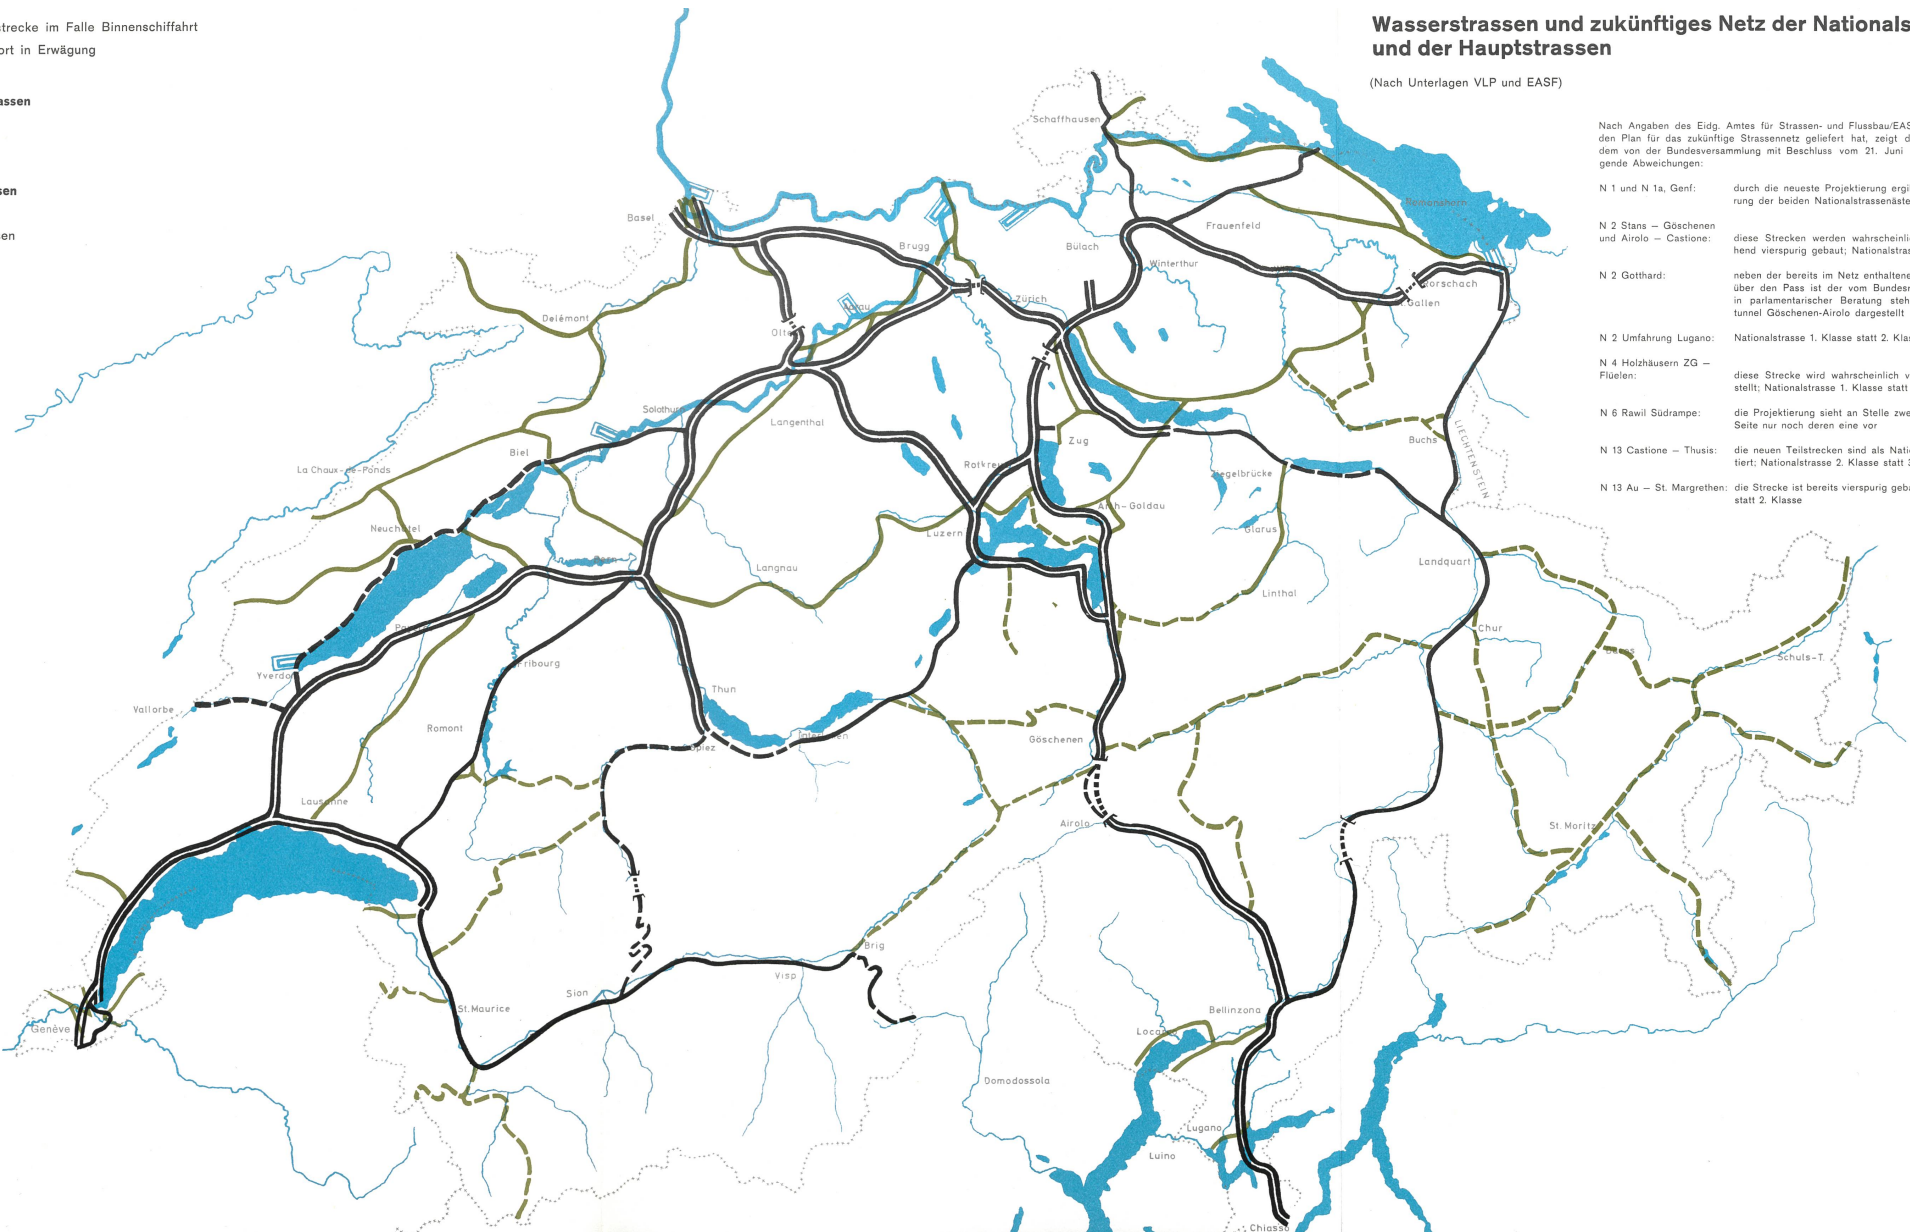 strecke im Falle Binnenschiffahrt
ort in Erwägung
assen
sen
sen
Wasserstrassen und zukünftiges Netz der Nationals
und der Hauptstrassen
(Nach Unterlagen VLP und EASF)
Nach Angaben des Eidg. Amtes für Strassen- und Flussbau/EAS
den Plan für das zukünftige Strassennetz geliefert hat, zeigt d
dem von der Bundesversammlung mit Beschluss vom 21. Juni
gende Abweichungen:
N 1 und N 1a, Genf: durch die neueste Projektierung ergi
rung der beiden Nationalstrassenäste
N 2 Stans — Göschenen
und Airolo — Castione: diese Strecken werden wahrscheinli
hend vierspurig gebaut; Nationalstras
N 2 Gotthard: neben der bereits im Netz enthaltene
über den Pass ist der vom Bundesr
in parlamentarischer Beratung steh
tunnel Göschenen-Airolo dargestellt
N 2 Umfahrung Lugano: Nationalstrasse 1. Klasse statt 2. Klas
N 4 Holzhäusern ZG —
Flüelen: diese Strecke wird wahrscheinlich v
stellt; Nationalstrasse 1. Klasse statt
N 6 Rawil Südrampe: die Projektierung sieht an Stelle zwe
Seite nur noch deren eine vor
N 13 Castione — Thusis: die neuen Teilstrecken sind als Natio
tiert; Nationalstrasse 2. Klasse statt 3
N 13 Au — St. Margrethen: die Strecke ist bereits vierspurig geba
statt 2. Klasse
Schaffhausen
Basel
Romanshorn
Frauenfeld
Brugg
Bülach
Winterthur
Wil
Rorschach
Zürich
Gallen
Aarau
Delémont
Olten
Solothurn
Langenthal
Zug
Buchs
LIECHTENSTEIN
Biel
La Chaux-de-Fonds
Rotkreuz
Ziegelbrücke
Arth-Goldau
Neuchâtel
Luzern
Glarus
Bern
Langnau
Landquart
Linthal
Payerne
Chur
Davos
Schuls-T.
Fribourg
Yverdon
Thun
Vallorbe
Romont
Spiez
Interlaken
Göschenen
Lausanne
Airolo
St. Moritz
Brig
Visp
Sion
St. Maurice
Bellinzona
Genève
Locarno
Domodossola
Lugano
Luino
Chiasso